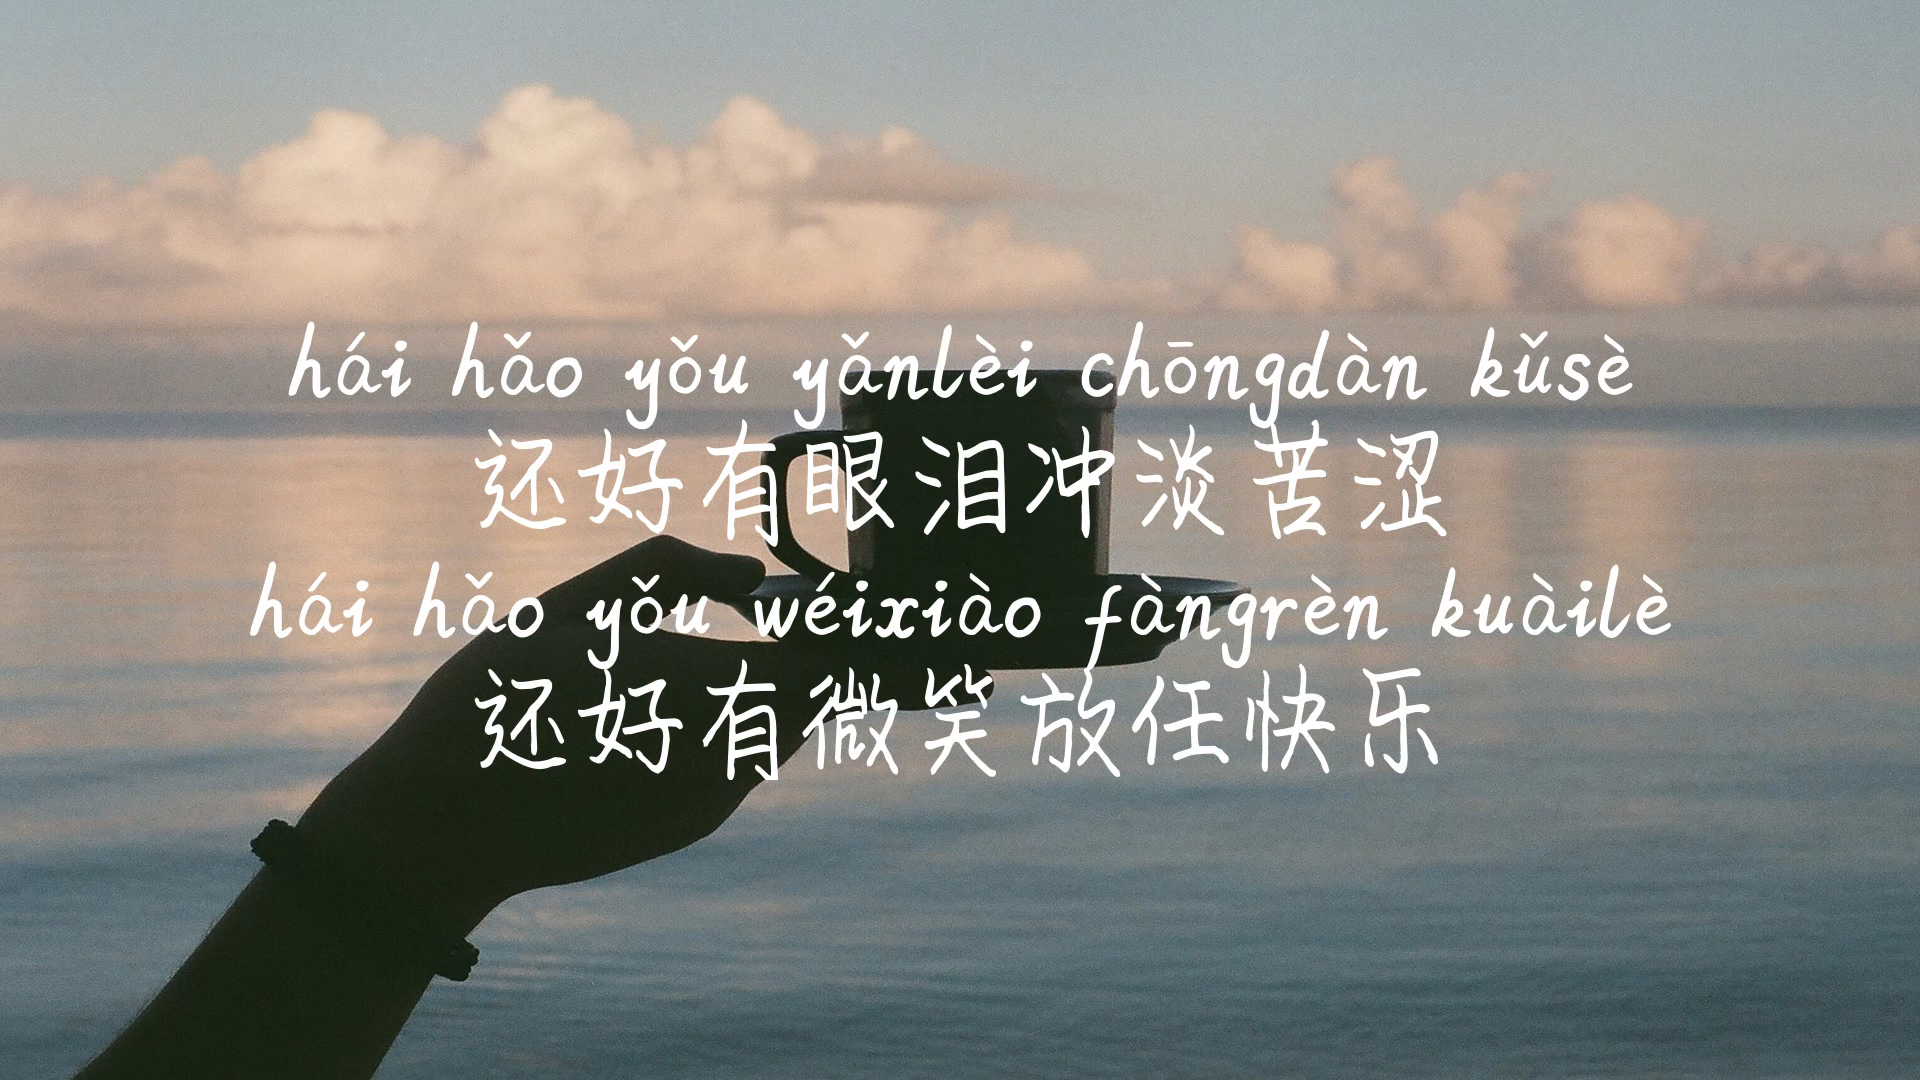 hái hǎo yǒu yǎnlèi chōngdàn kǔsè
还好有眼泪冲淡苦涩
hái hǎo yǒu wéixiào fàngrèn kuàilè
还好有微笑放任快乐